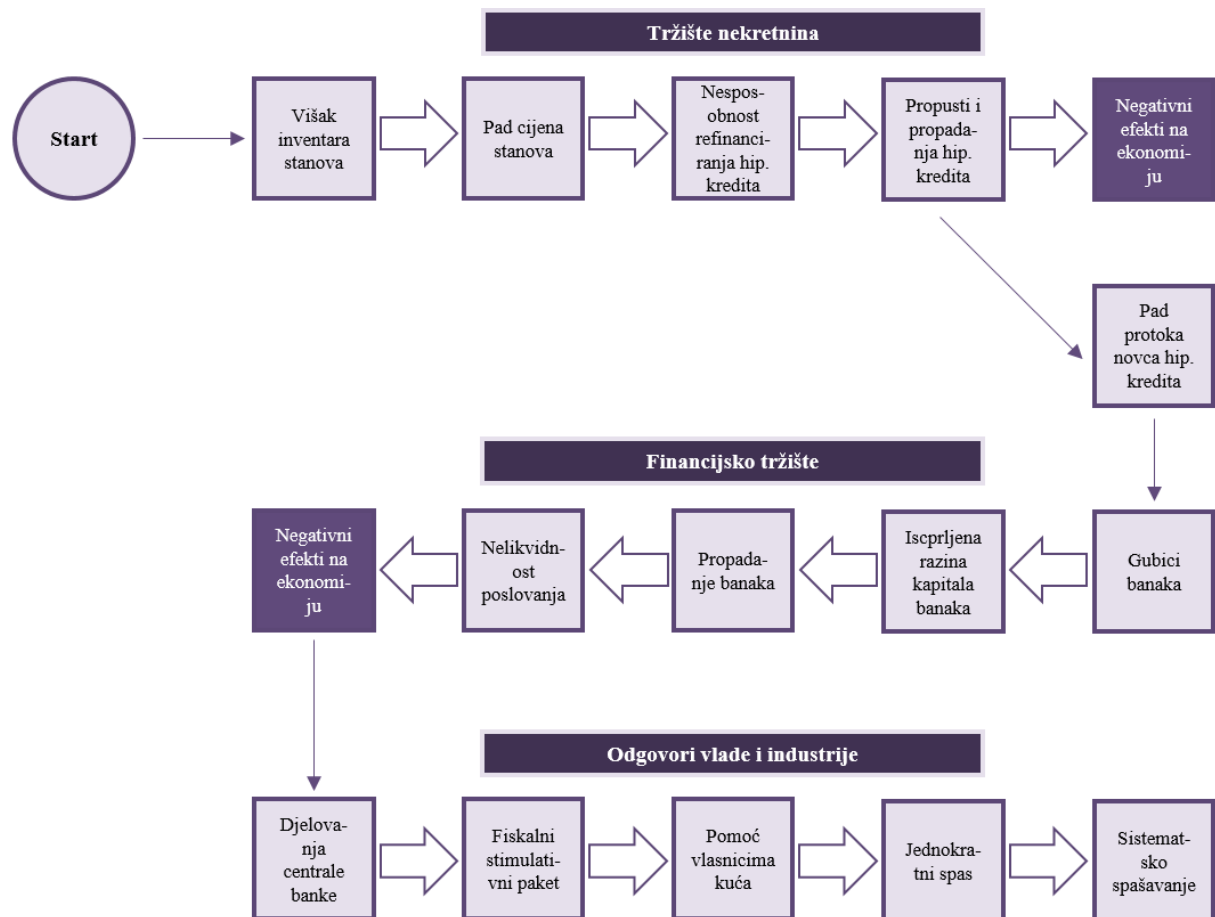 Tržište nekretnina
Start
Višak
inventara
stanova
Pad cijena
stanova
Nespos-
obnost
refinanci-
ranja hip.
kredita
Propusti i
propada-
nja hip.
kredita
Negativni
efekti na
ekonomi-
ju
Pad
protoka
novca hip.
kredita
Financijsko tržište
Negativni
efekti na
ekonomi-
ju
Nelikvidn-
ost
poslovanja
Propada-
nje banaka
Iscprljena
razina
kapitala
banaka
Gubici
banaka
Odgovori vlade i industrije
Djelova-
nja
centrale
banke
Fiskalni
stimulati-
vni paket
Pomoć
vlasnicima
kuća
Jednokra-
tni spas
Sistemat-
sko
spašavanje